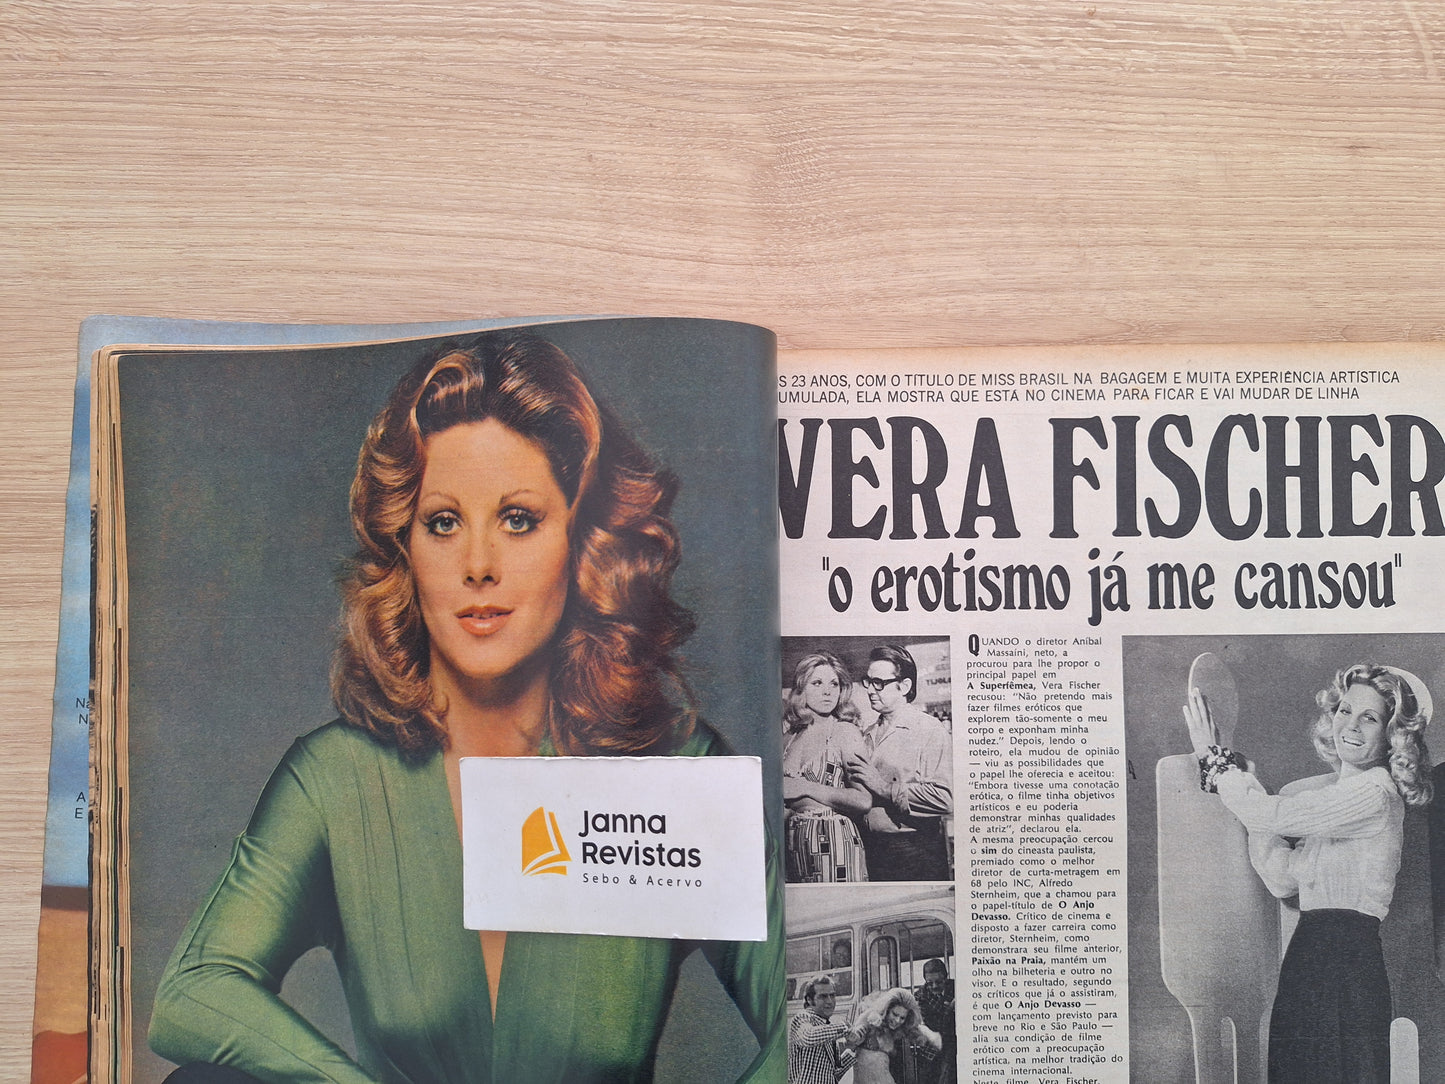 Janna
Revistas
Sebo & Acervo
S 23 ANOS, COM O TÍTULO DE MISS BRASIL NA BAGAGEM E MUITA EXPERIÊNCIA ARTÍSTICA
UMULADA, ELA MOSTRA QUE ESTÁ NO CINEMA PARA FICAR E VAI MUDAR DE LINHA
VERA FISCHER
"o erotismo já me cansou"
QUANDO o diretor Aníbal
Massaini, neto, a
procurou para lhe propor o
principal papel em
A Superfêmea, Vera Fischer
recusou: "Não pretendo mais
fazer filmes eróticos que
explorem tão-somente o meu
corpo e exponham minha
nudez." Depois, lendo o
roteiro, ela mudou de opinião
— viu as possibilidades que
o papel lhe oferecia e aceitou:
"Embora tivesse uma conotação
erótica, o filme tinha objetivos
artísticos e eu poderia
demonstrar minhas qualidades
de atriz", declarou ela.
A mesma preocupação cercou
o sim do cineasta paulista,
premiado como o melhor
diretor de curta-metragem em
68 pelo INC, Alfredo
Sternheim, que a chamou para
o papel-título de O Anjo
Devasso. Crítico de cinema e
disposto a fazer carreira como
diretor, Sternheim, como
demonstrara seu filme anterior,
Paixão na Praia, mantém um
olho na bilheteria e outro no
visor. E o resultado, segundo
os críticos que já o assistiram,
é que O Anjo Devasso —
com lançamento previsto para
breve no Rio e São Paulo —
alia sua condição de filme
erótico com a preocupação
artística, na melhor tradição do
cinema internacional.
Neste filme, Vera Fischer,